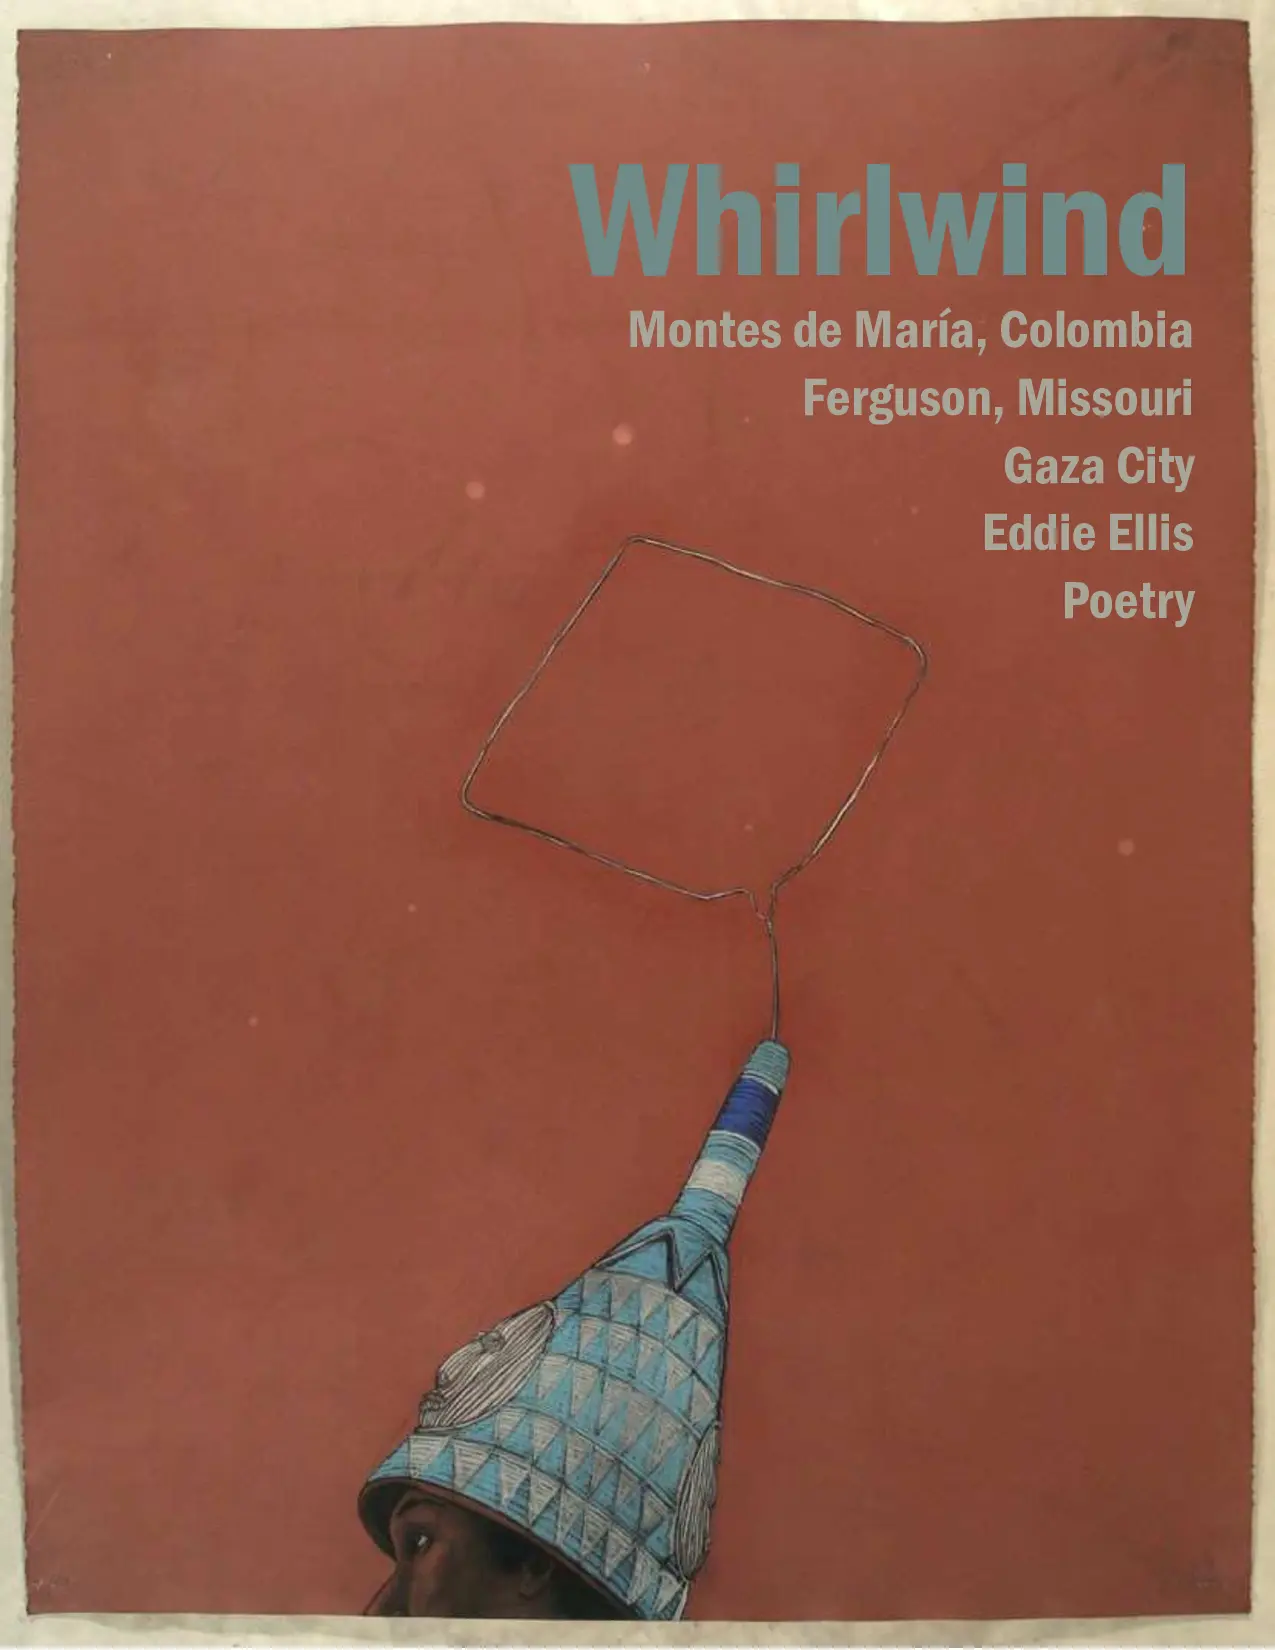 Whirlwind
Montes de María, Colombia
Ferguson, Missouri
Gaza City
Eddie Ellis
Poetry